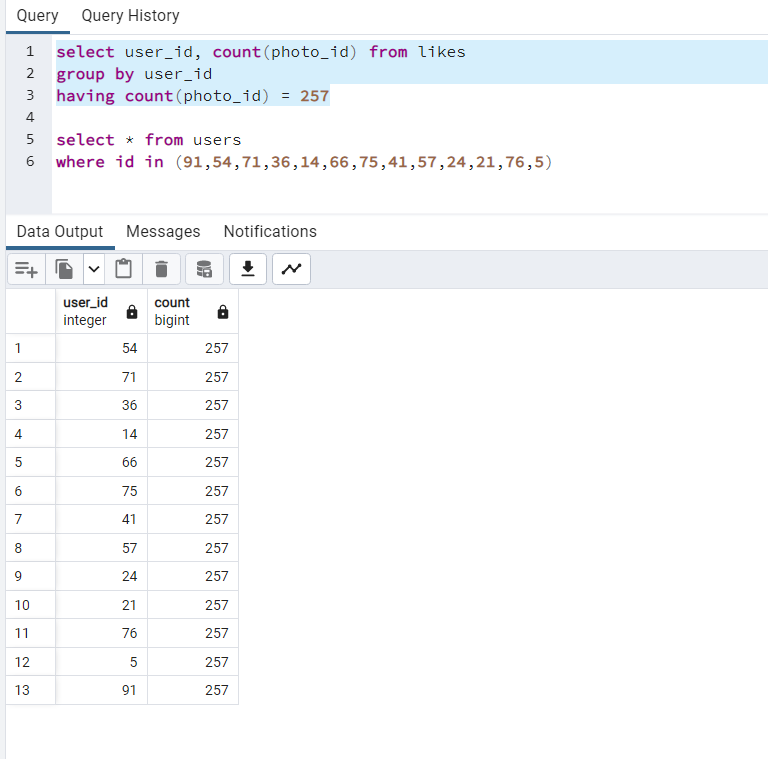 Query Query History
1 select user_id, count(photo_id) from likes
2 group by user_id
3 having count(photo_id) = 257
4
5 select * from users
6 where id in (91,54,71,36,14,66,75,41,57,24,21,76,5)
Data Output Messages Notifications
user_id count
integer bigint
1 54 257
2 71 257
3 36 257
4 14 257
5 66 257
6 75 257
7 41 257
8 57 257
9 24 257
10 21 257
11 76 257
12 5 257
13 91 257